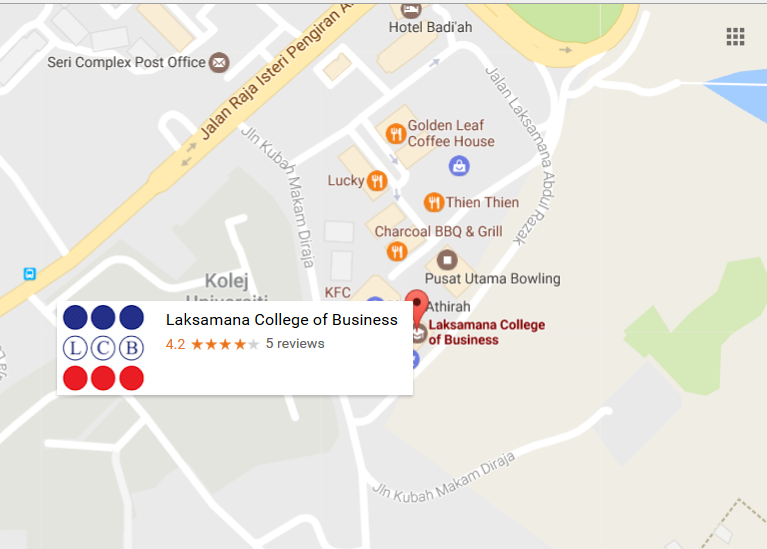 Hotel Badi'ah
Seri Complex Post Office
Jalan Raja Isteri Pengiran
Jalan Laksamana Abdul Razak
Golden Leaf
Coffee House
Jln Kubah Makam Diraja
Lucky
Thien Thien
Charcoal BBQ & Grill
Kolej
Universiti
Pusat Utama Bowling
KFC
Athirah
Laksamana College
of Business
L C B
Laksamana College of Business
4.2 5 reviews
Jln Kubah Makam Diraja